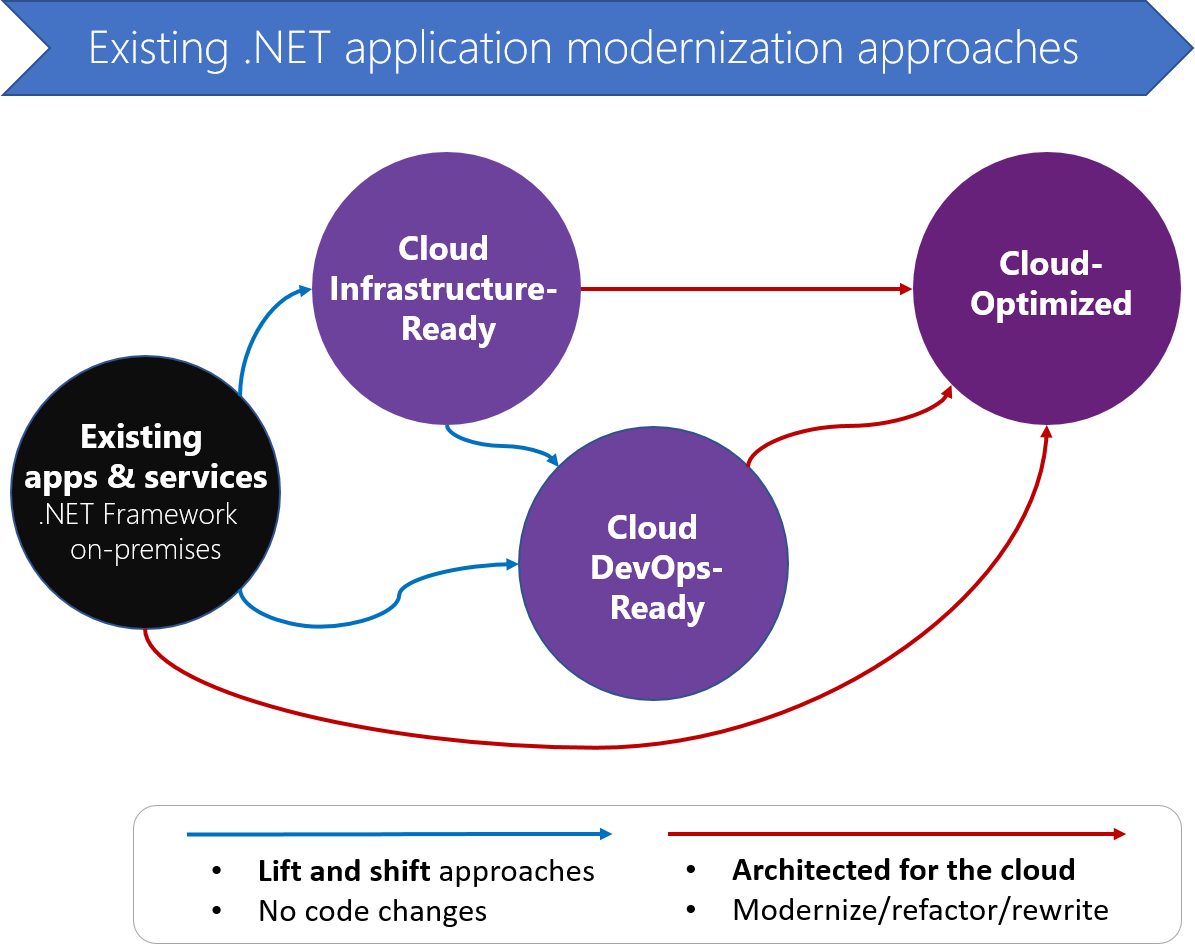 Existing .NET application modernization approaches
Cloud
Infrastructure-
Ready
Cloud-
Optimized
Existing
apps & services
.NET Framework
on-premises
Cloud
DevOps-
Ready
• Lift and shift approaches
• No code changes
• Architected for the cloud
• Modernize/refactor/rewrite